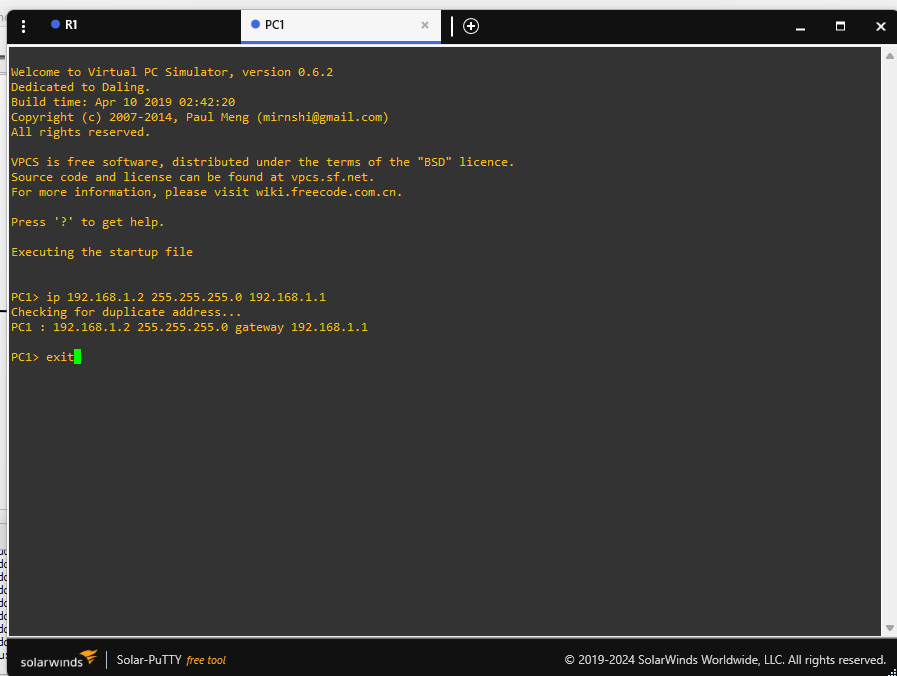 R1
PC1
Welcome to Virtual PC Simulator, version 0.6.2
Dedicated to Daling.
Build time: Apr 10 2019 02:42:20
Copyright (c) 2007-2014, Paul Meng (mirnshi@gmail.com)
All rights reserved.
VPCS is free software, distributed under the terms of the "BSD" licence.
Source code and license can be found at vpcs.sf.net.
For more information, please visit wiki.freecode.com.cn.
Press '?' to get help.
Executing the startup file
PC1> ip 192.168.1.2 255.255.255.0 192.168.1.1
Checking for duplicate address...
PC1 : 192.168.1.2 255.255.255.0 gateway 192.168.1.1
PC1> exit
solarwinds Solar-PuTTY free tool © 2019-2024 SolarWinds Worldwide, LLC. All rights reserved.